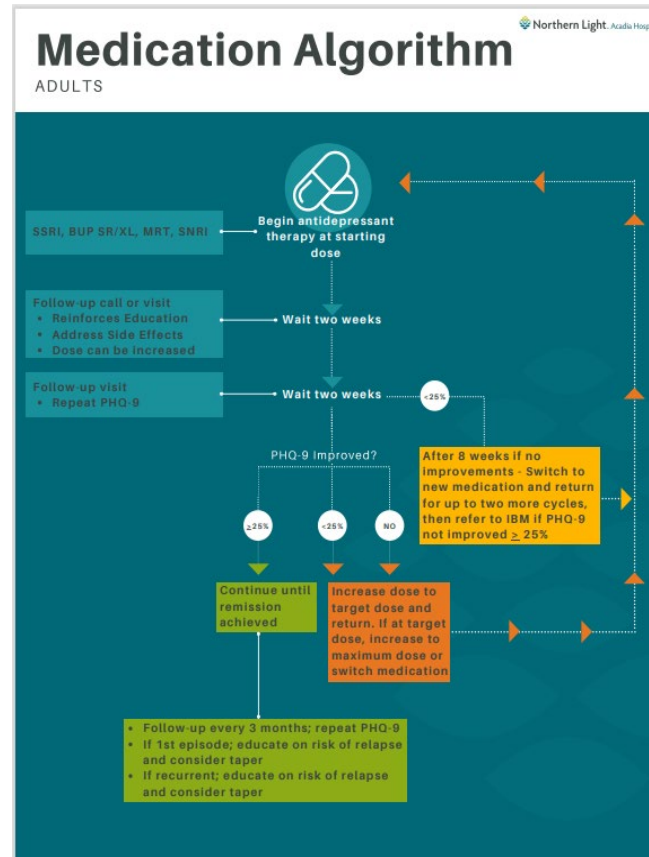 Northern Light. Acadia Hosp
Medication Algorithm
ADULTS
Begin antidepressant
therapy at starting
dose
SSRI, BUP SR/XL, MRT, SNRI
Follow-up call or visit
• Reinforces Education
• Address Side Effects
• Dose can be increased
Wait two weeks
Follow-up visit
• Repeat PHQ-9
Wait two weeks
<25%
PHQ-9 Improved?
After 8 weeks if no
improvements - Switch to
new medication and return
for up to two more cycles,
then refer to IBM if PHQ-9
not improved ≥ 25%
≥25%
<25%
NO
Continue until
remission
achieved
Increase dose to
target dose and
return. If at target
dose, increase to
maximum dose or
switch medication
• Follow-up every 3 months; repeat PHQ-9
• If 1st episode; educate on risk of relapse
and consider taper
• If recurrent; educate on risk of relapse
and consider taper